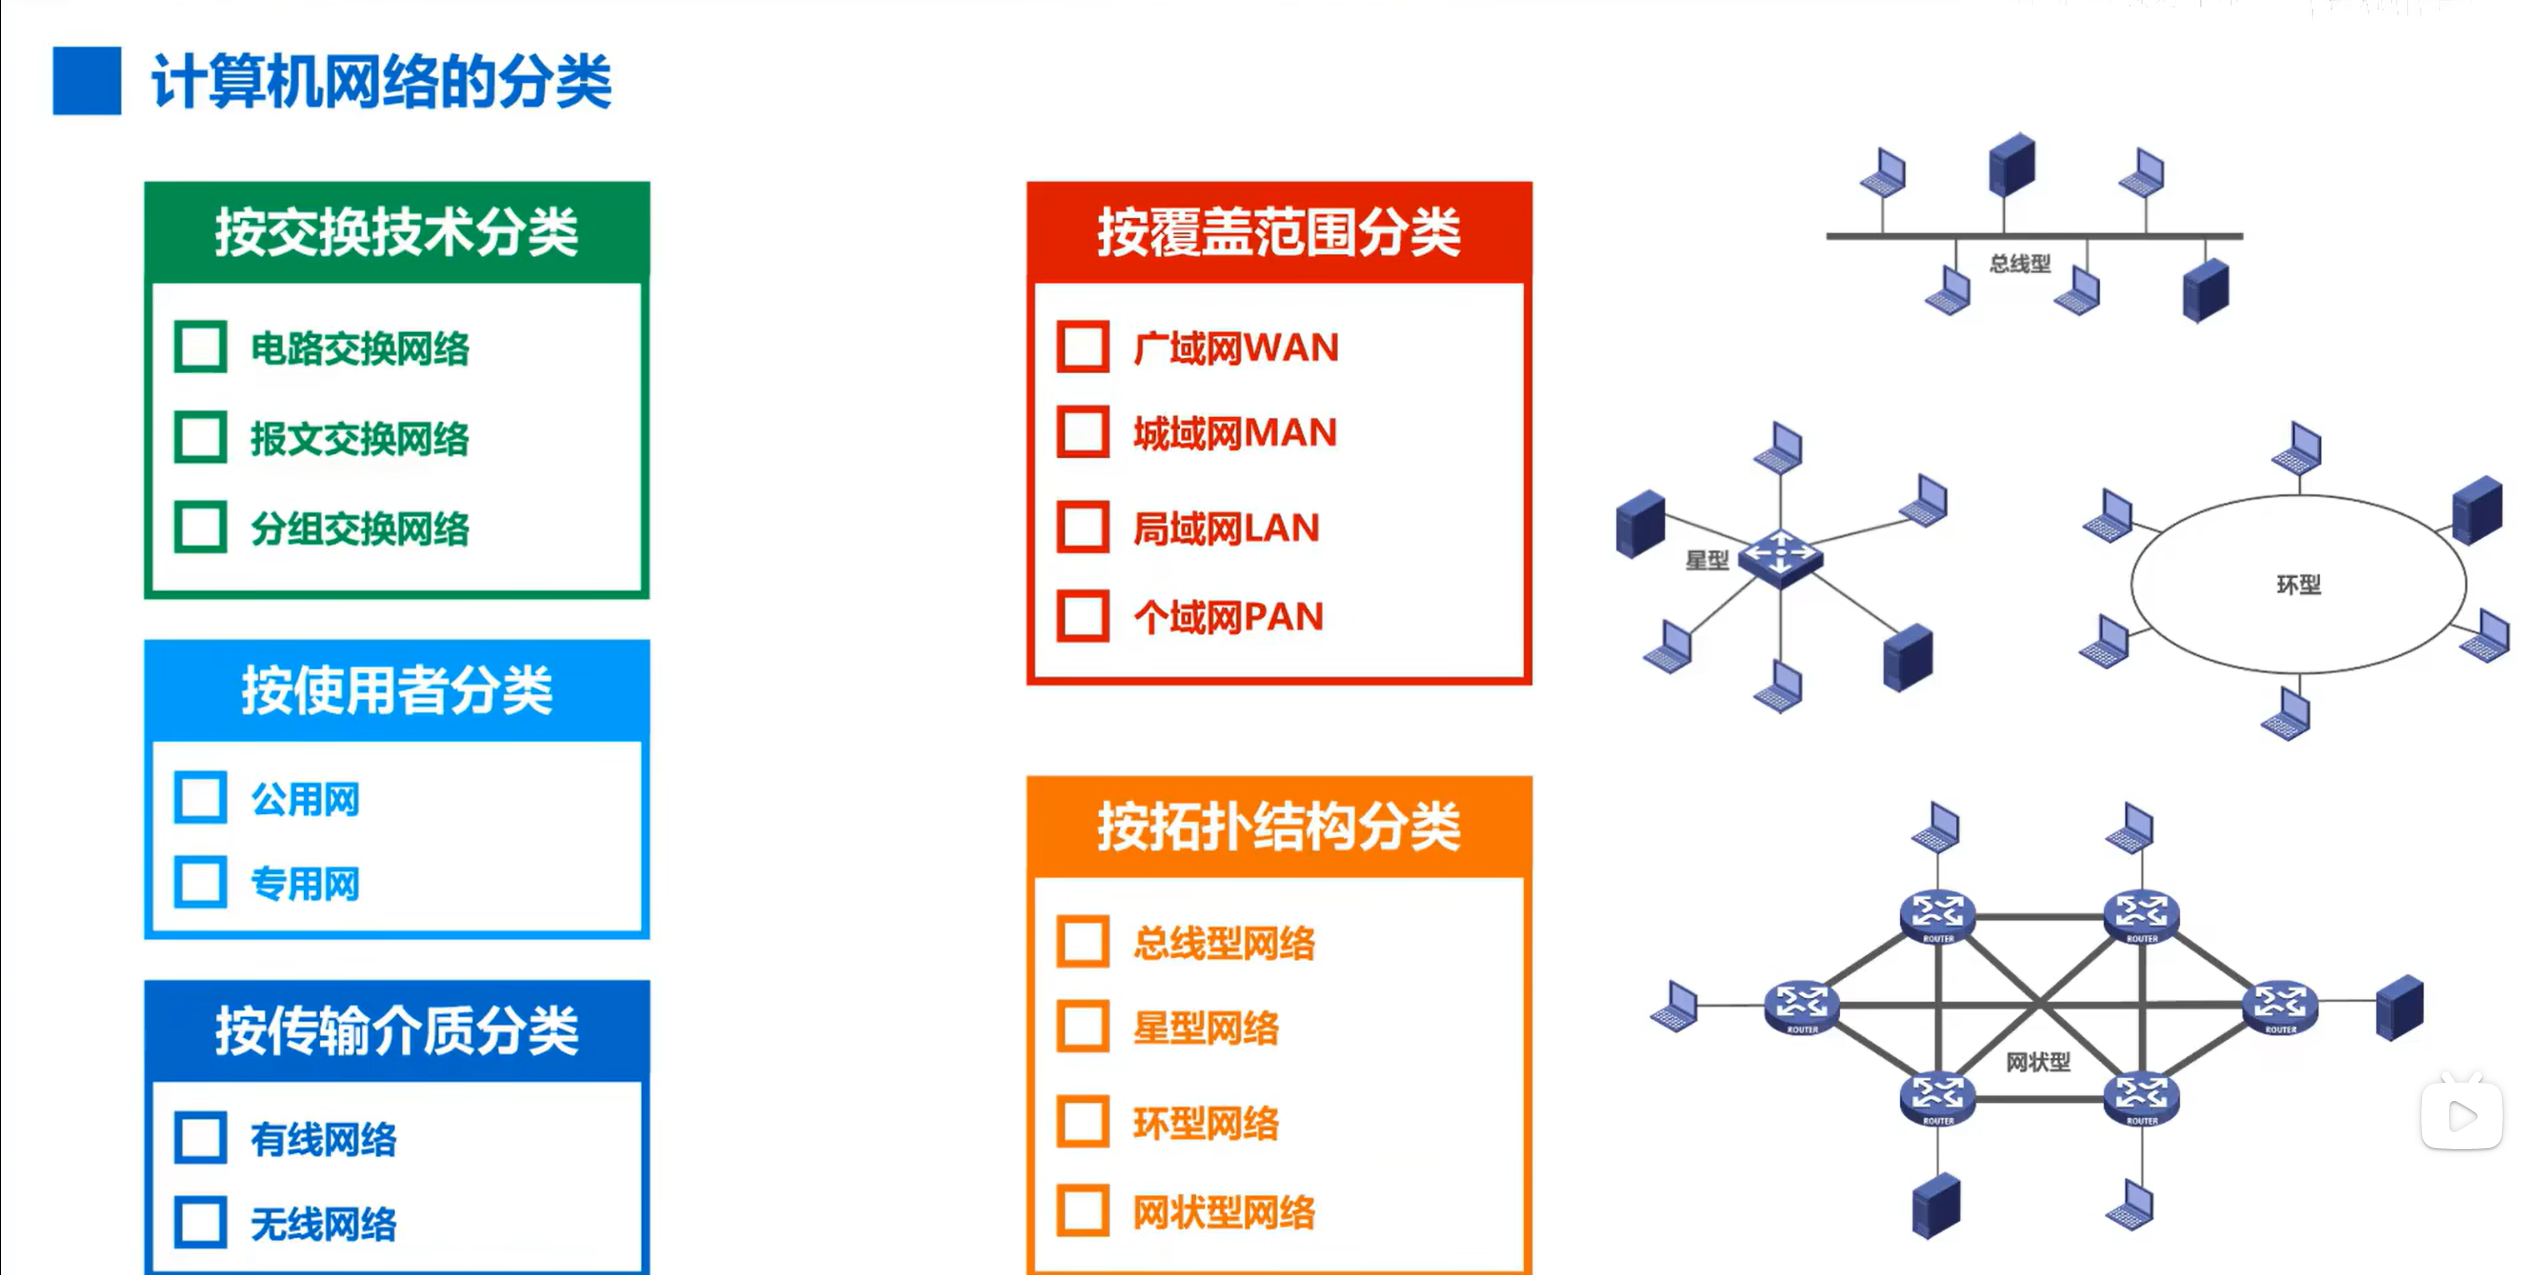 计算机网络的分类
按交换技术分类
电路交换网络
报文交换网络
分组交换网络
按使用者分类
公用网
专用网
按传输介质分类
有线网络
无线网络
按覆盖范围分类
广域网WAN
城域网MAN
局域网LAN
个域网PAN
按拓扑结构分类
总线型网络
星型网络
环型网络
网状型网络
总线型
星型
环型
ROUTER
ROUTER
ROUTER
ROUTER
网状型
ROUTER
ROUTER